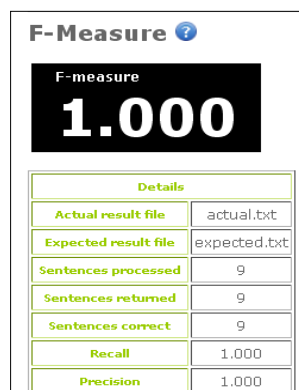 F-Measure ?
F-measure
1.000
Details
Actual result file actual.txt
Expected result file expected.txt
Sentences processed 9
Sentences returned 9
Sentences correct 9
Recall 1.000
Precision 1.000